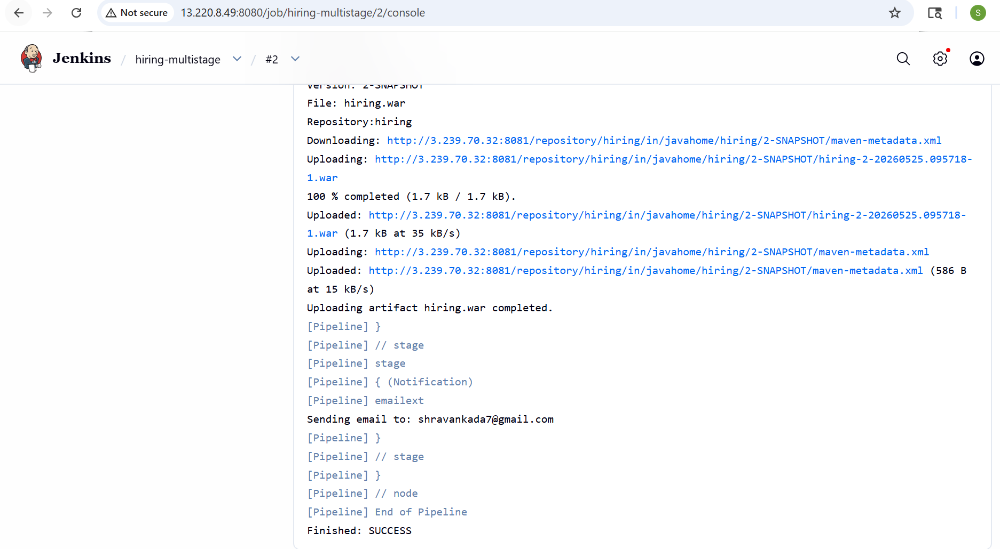 Not secure 13.220.8.49:8080/job/hiring-multistage/2/console
S
Jenkins / hiring-multistage / #2
Version: 2-SNAPSHOT
File: hiring.war
Repository:hiring
Downloading: http://3.239.70.32:8081/repository/hiring/in/javahome/hiring/2-SNAPSHOT/maven-metadata.xml
Uploading: http://3.239.70.32:8081/repository/hiring/in/javahome/hiring/2-SNAPSHOT/hiring-2-20260525.095718-
1.war
100 % completed (1.7 kB / 1.7 kB).
Uploaded: http://3.239.70.32:8081/repository/hiring/in/javahome/hiring/2-SNAPSHOT/hiring-2-20260525.095718-
1.war (1.7 kB at 35 kB/s)
Uploading: http://3.239.70.32:8081/repository/hiring/in/javahome/hiring/2-SNAPSHOT/maven-metadata.xml
Uploaded: http://3.239.70.32:8081/repository/hiring/in/javahome/hiring/2-SNAPSHOT/maven-metadata.xml (586 B
at 15 kB/s)
Uploading artifact hiring.war completed.
[Pipeline] }
[Pipeline] // stage
[Pipeline] stage
[Pipeline] { (Notification)
[Pipeline] emailext
Sending email to: shravankada7@gmail.com
[Pipeline] }
[Pipeline] // stage
[Pipeline] }
[Pipeline] // node
[Pipeline] End of Pipeline
Finished: SUCCESS